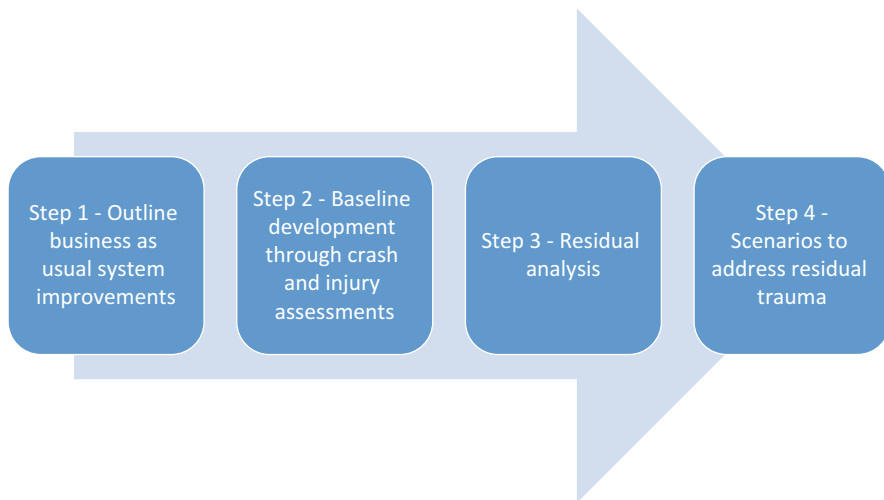 Step 1 - Outline
business as
usual system
improvements
Step 2 - Baseline
development
through crash
and injury
assessments
Step 3 - Residual
analysis
Step 4 -
Scenarios to
address residual
trauma